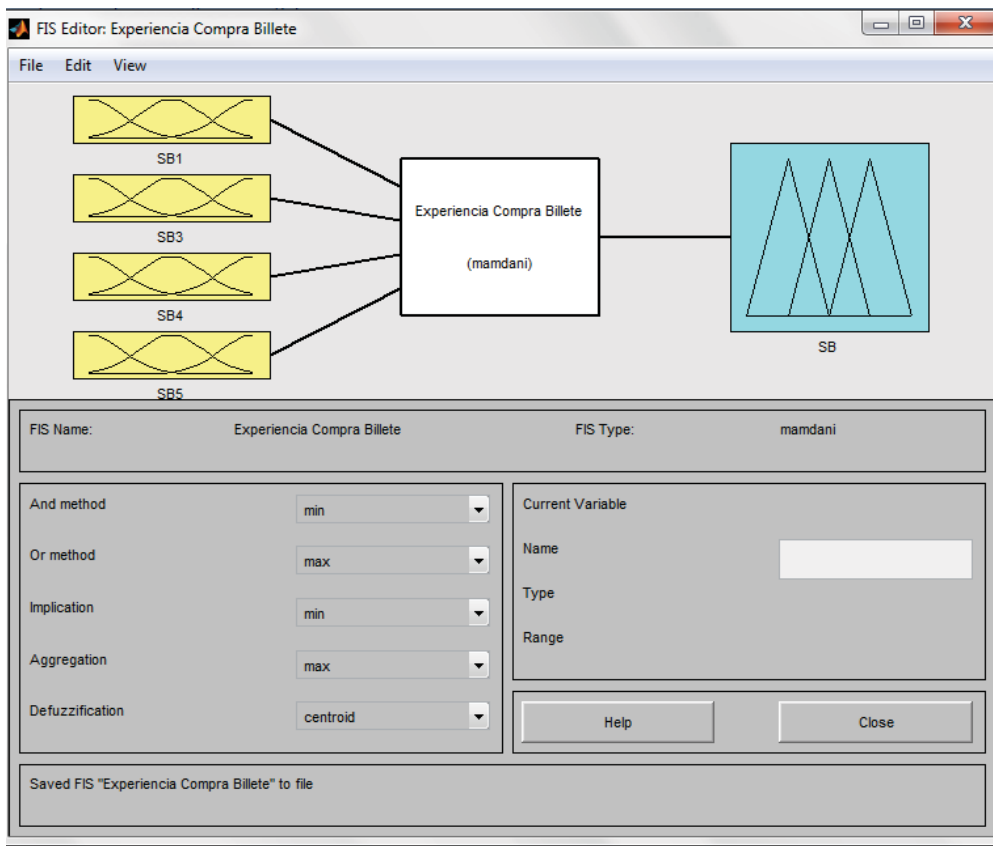 FIS Editor: Experiencia Compra Billete
File Edit View
SB1
SB3
SB4
SB5
Experiencia Compra Billete
(mamdani)
SB
FIS Name: Experiencia Compra Billete FIS Type: mamdani
And method min
Or method max
Implication min
Aggregation max
Defuzzification centroid
Current Variable
Name
Type
Range
Help Close
Saved FIS "Experiencia Compra Billete" to file